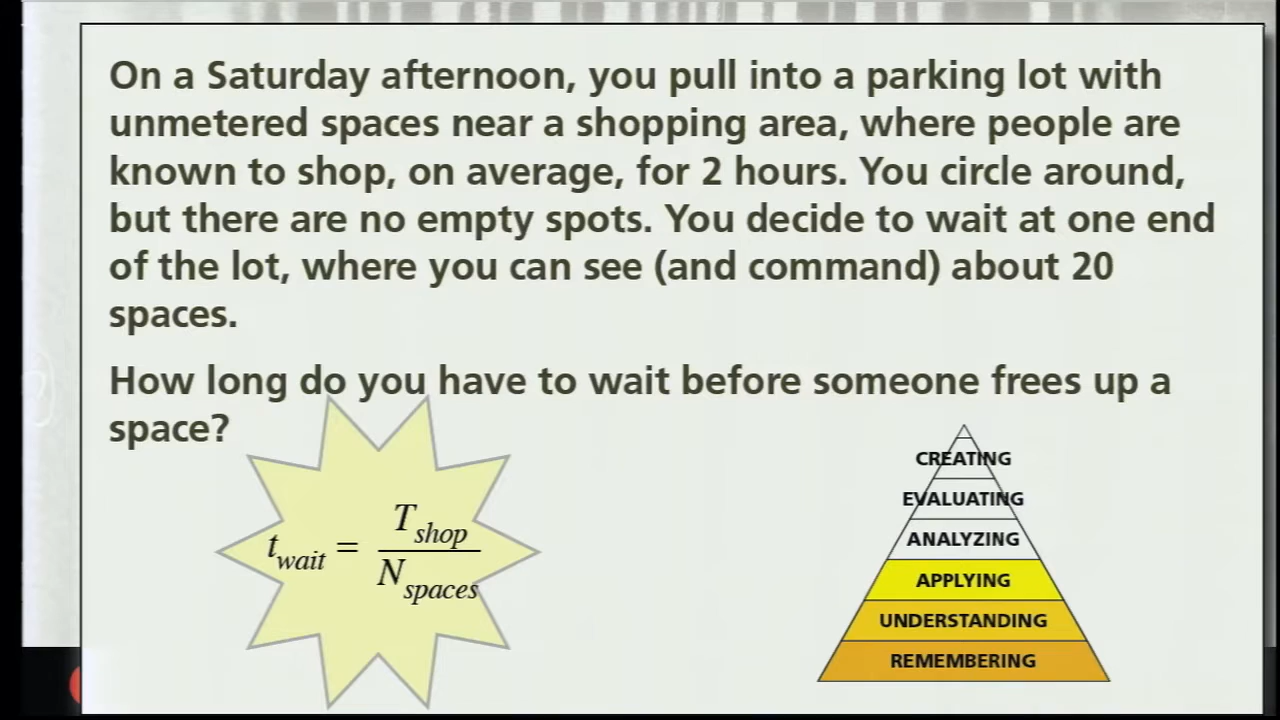 On a Saturday afternoon, you pull into a parking lot with
unmetered spaces near a shopping area, where people are
known to shop, on average, for 2 hours. You circle around,
but there are no empty spots. You decide to wait at one end
of the lot, where you can see (and command) about 20
spaces.
How long do you have to wait before someone frees up a
space?
t_wait = T_shop / N_spaces
CREATING
EVALUATING
ANALYZING
APPLYING
UNDERSTANDING
REMEMBERING